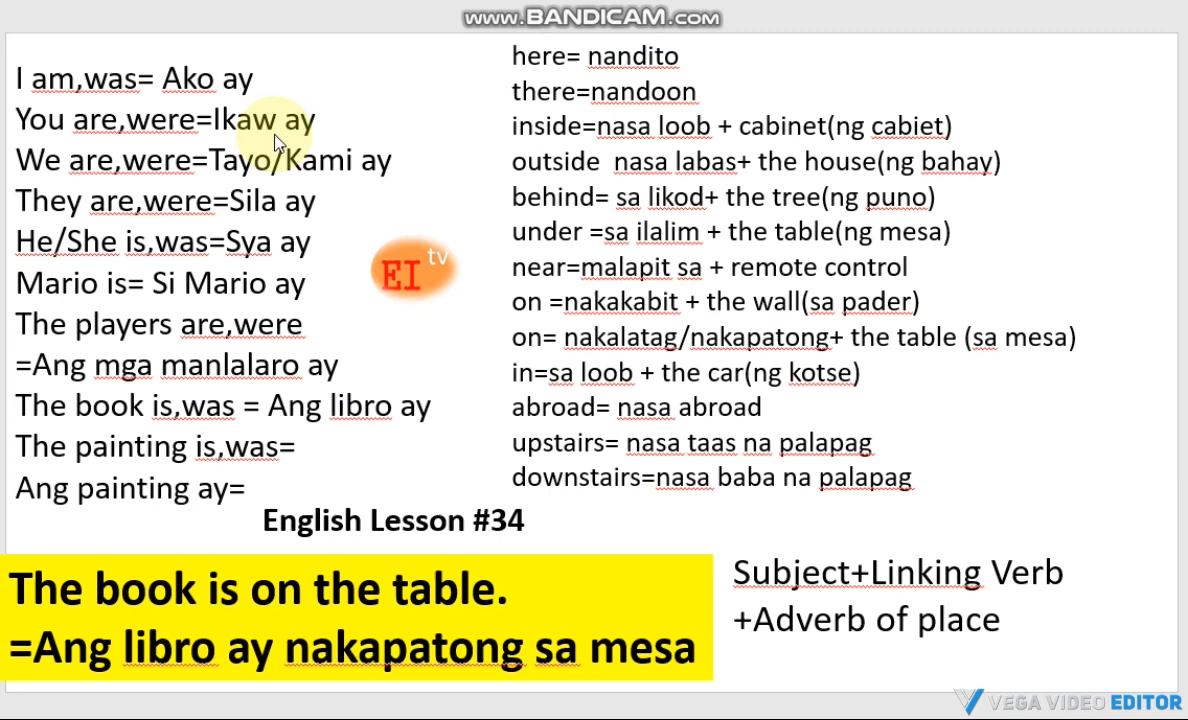 www.BANDICAM.com
I am,was= Ako ay
You are,were=Ikaw ay
We are,were=Tayo/Kami ay
They are,were=Sila ay
He/She is,was=Sya ay
Mario is= Si Mario ay
The players are,were
=Ang mga manlalaro ay
The book is,was = Ang libro ay
The painting is,was=
Ang painting ay=
EI tv
here= nandito
there=nandoon
inside=nasa loob + cabinet(ng cabiet)
outside  nasa labas+ the house(ng bahay)
behind= sa likod+ the tree(ng puno)
under =sa ilalim + the table(ng mesa)
near=malapit sa + remote control
on =nakakabit + the wall(sa pader)
on= nakalatag/nakapatong+ the table (sa mesa)
in=sa loob + the car(ng kotse)
abroad= nasa abroad
upstairs= nasa taas na palapag
downstairs=nasa baba na palapag
English Lesson #34
The book is on the table.
=Ang libro ay nakapatong sa mesa
Subject+Linking Verb
+Adverb of place
VEGA VIDEO EDITOR